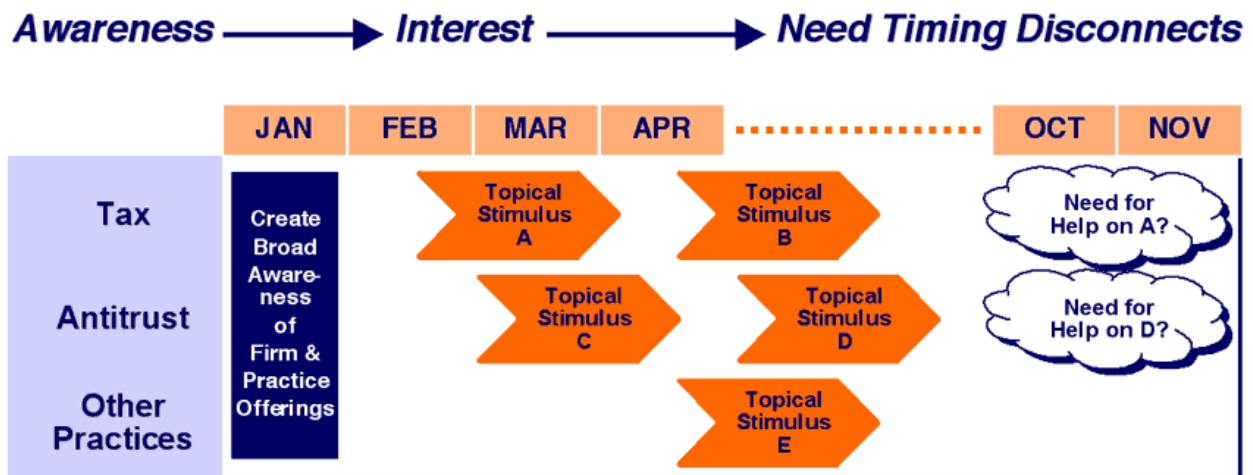 Awareness Interest Need Timing Disconnects
JAN FEB MAR APR OCT NOV
Tax
Antitrust
Other
Practices
Create
Broad
Aware-
ness
of
Firm &
Practice
Offerings
Topical
Stimulus
A
Topical
Stimulus
B
Need for
Help on A?
Topical
Stimulus
C
Topical
Stimulus
D
Need for
Help on D?
Topical
Stimulus
E